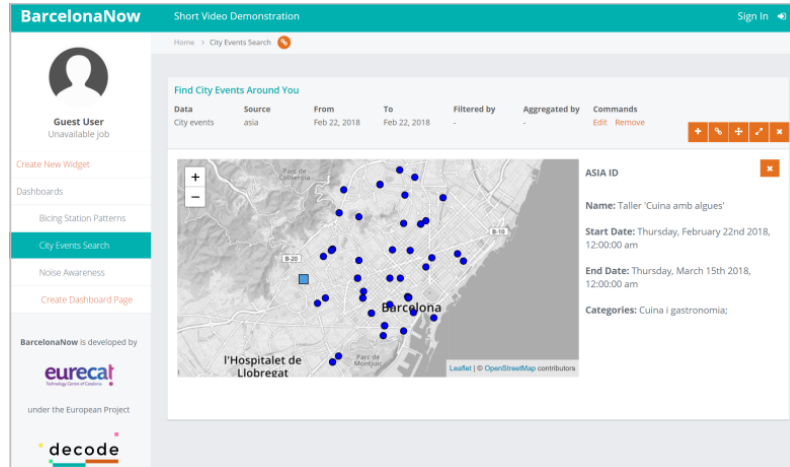 BarcelonaNow
Short Video Demonstration
Sign In
Home > City Events Search
Guest User
Unavailable job
Create New Widget
Dashboards
Bicing Station Patterns
City Events Search
Noise Awareness
Create Dashboard Page
BarcelonaNow is developed by
eurecat
Technology Centre of Catalonia
under the European Project
decode
Find City Events Around You
Data Source From To Filtered by Aggregated by Commands
City events asia Feb 22, 2018 Feb 22, 2018 - - Edit Remove
+
−
Parc de
B-10
B-20
Barcelona
l'Hospitalet de
Llobregat
Parc de
Montjuïc
Leaflet | © OpenStreetMap contributors
ASIA ID
Name: Taller 'Cuina amb algues'
Start Date: Thursday, February 22nd 2018,
12:00:00 am
End Date: Thursday, March 15th 2018,
12:00:00 am
Categories: Cuina i gastronomia;